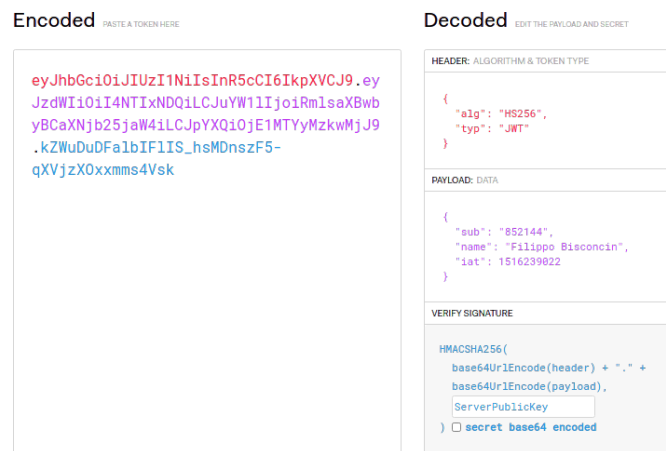 Encoded PASTE A TOKEN HERE
eyJhbGciOiJIUzI1NiIsInR5cCI6IkpXVCJ9.ey
JzdWIiOiI4NTIxNDQiLCJuYW1lIjoiRmlsaXBwb
yBCaXNjb25jaW4iLCJpYXQiOjE1MTYyMzkwMjJ9
.kZWuDuDFalbIFlIS_hsMDnszF5-
qXVjzXOxxmms4Vsk
Decoded EDIT THE PAYLOAD AND SECRET
HEADER: ALGORITHM & TOKEN TYPE
{
"alg": "HS256",
"typ": "JWT"
}
PAYLOAD: DATA
{
"sub": "852144",
"name": "Filippo Bisconcin",
"iat": 1516239022
}
VERIFY SIGNATURE
HMACSHA256(
base64UrlEncode(header) + "." +
base64UrlEncode(payload),
ServerPublicKey
) secret base64 encoded